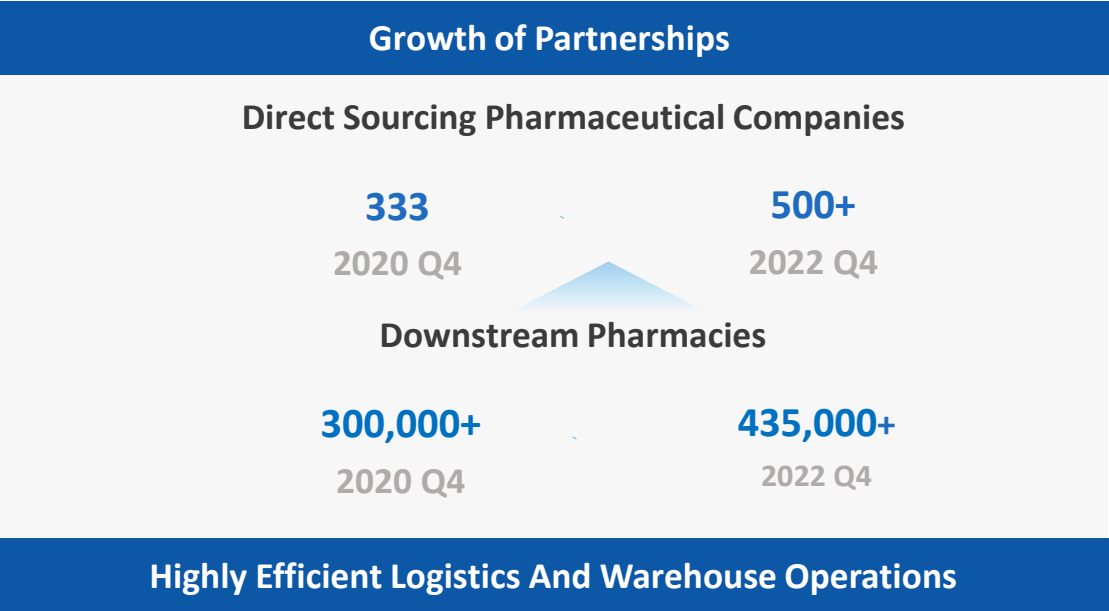 Growth of Partnerships
Direct Sourcing Pharmaceutical Companies
333
500+
2020 Q4
2022 Q4
Downstream Pharmacies
300,000+
435,000+
2020 Q4
2022 Q4
Highly Efficient Logistics And Warehouse Operations